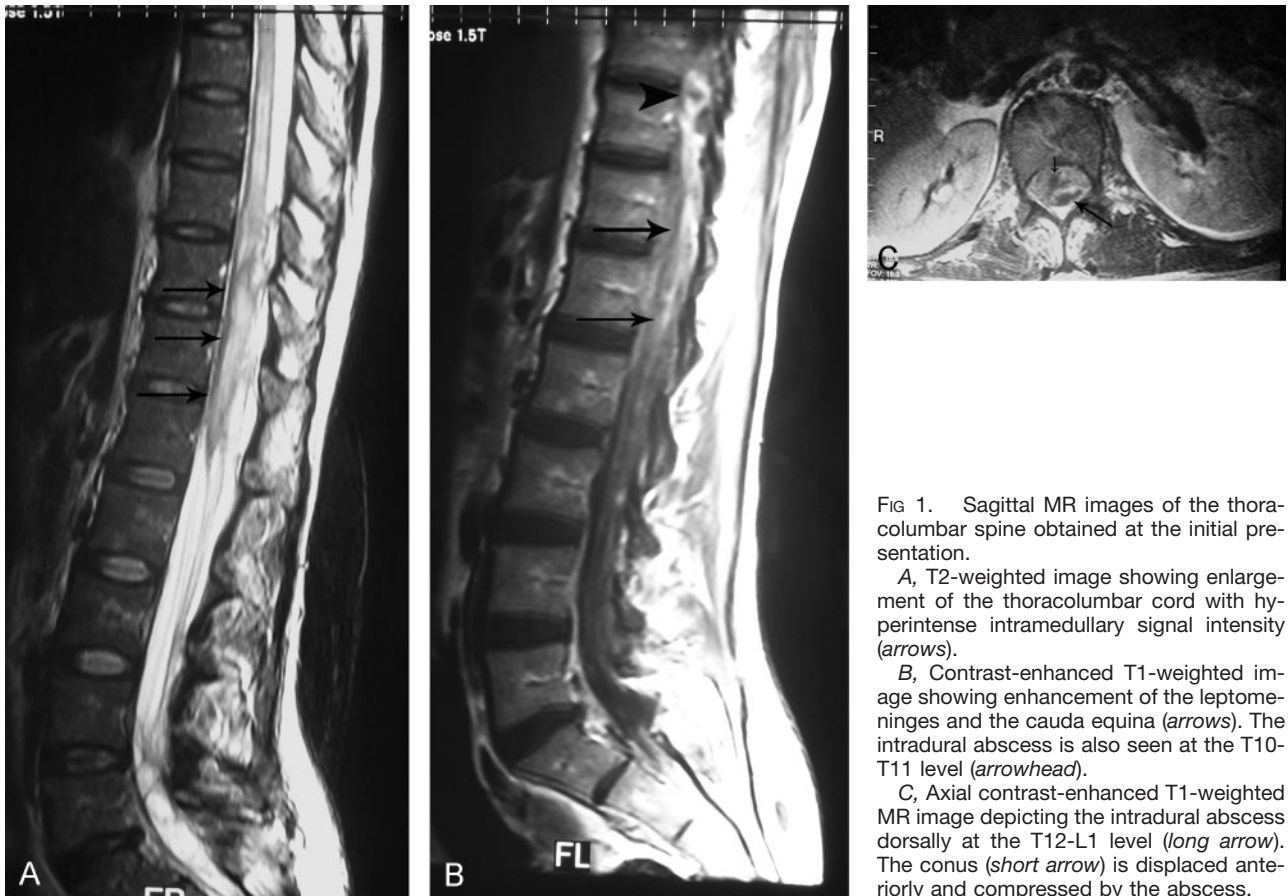 ose 1.5T
R
C
FOV: 18.0
A
B
FL
FIG 1. Sagittal MR images of the thora-
columbar spine obtained at the initial pre-
sentation.
A, T2-weighted image showing enlarge-
ment of the thoracolumbar cord with hy-
perintense intramedullary signal intensity
(arrows).
B, Contrast-enhanced T1-weighted im-
age showing enhancement of the leptome-
ninges and the cauda equina (arrows). The
intradural abscess is also seen at the T10-
T11 level (arrowhead).
C, Axial contrast-enhanced T1-weighted
MR image depicting the intradural abscess
dorsally at the T12-L1 level (long arrow).
The conus (short arrow) is displaced ante-
riorly and compressed by the abscess.